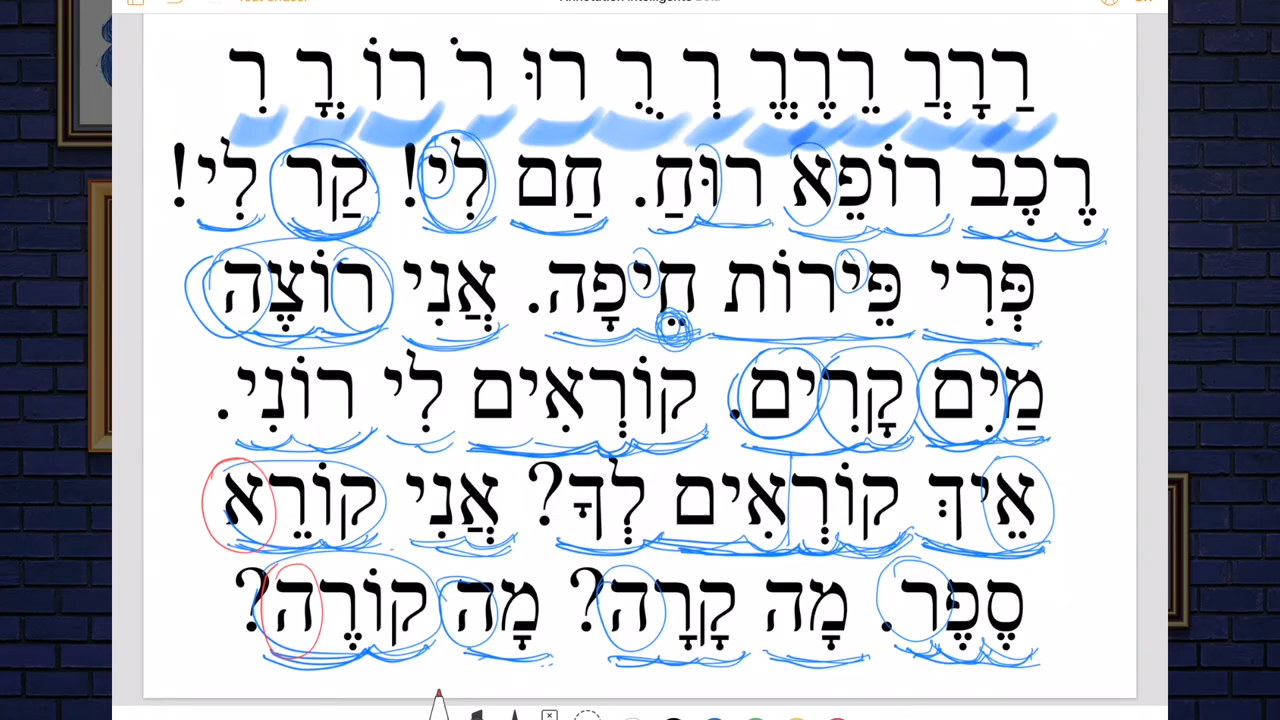 רַרָרֲ רֵרֶרֱ רְ רֻ רוּ רֹ רוֹ רֳ רִ
רֶכֶב רוֹפֵא רוּחַ. חַם לִי! קַר לִי!
פְּרִי פֵּירוֹת חֵיפָה. אֲנִי רוֹצֶה
מַיִם קָרִים. קוֹרְאִים לִי רוֹנִי.
אֵיךְ קוֹרְאִים לְךָ? אֲנִי קוֹרֵא
סֵפֶר. מָה קָרָה? מָה קוֹרֶה?